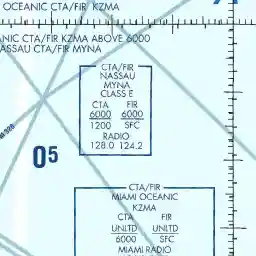 OCEANIC CTA/FIR KZMA
NIC CTA/FIR KZMA ABOVE 6000
ASSAU CTA/FIR MYNA
CTA/FIR
NASSAU
MYNA
CLASS E
CTA FIR
6000 6000
1200 SFC
RADIO
128.0 124.2
05
CTA/FIR
MIAMI OCEANIC
KZMA
CTA FIR
UNLTD UNLTD
6000 SFC
MIAMI RADIO